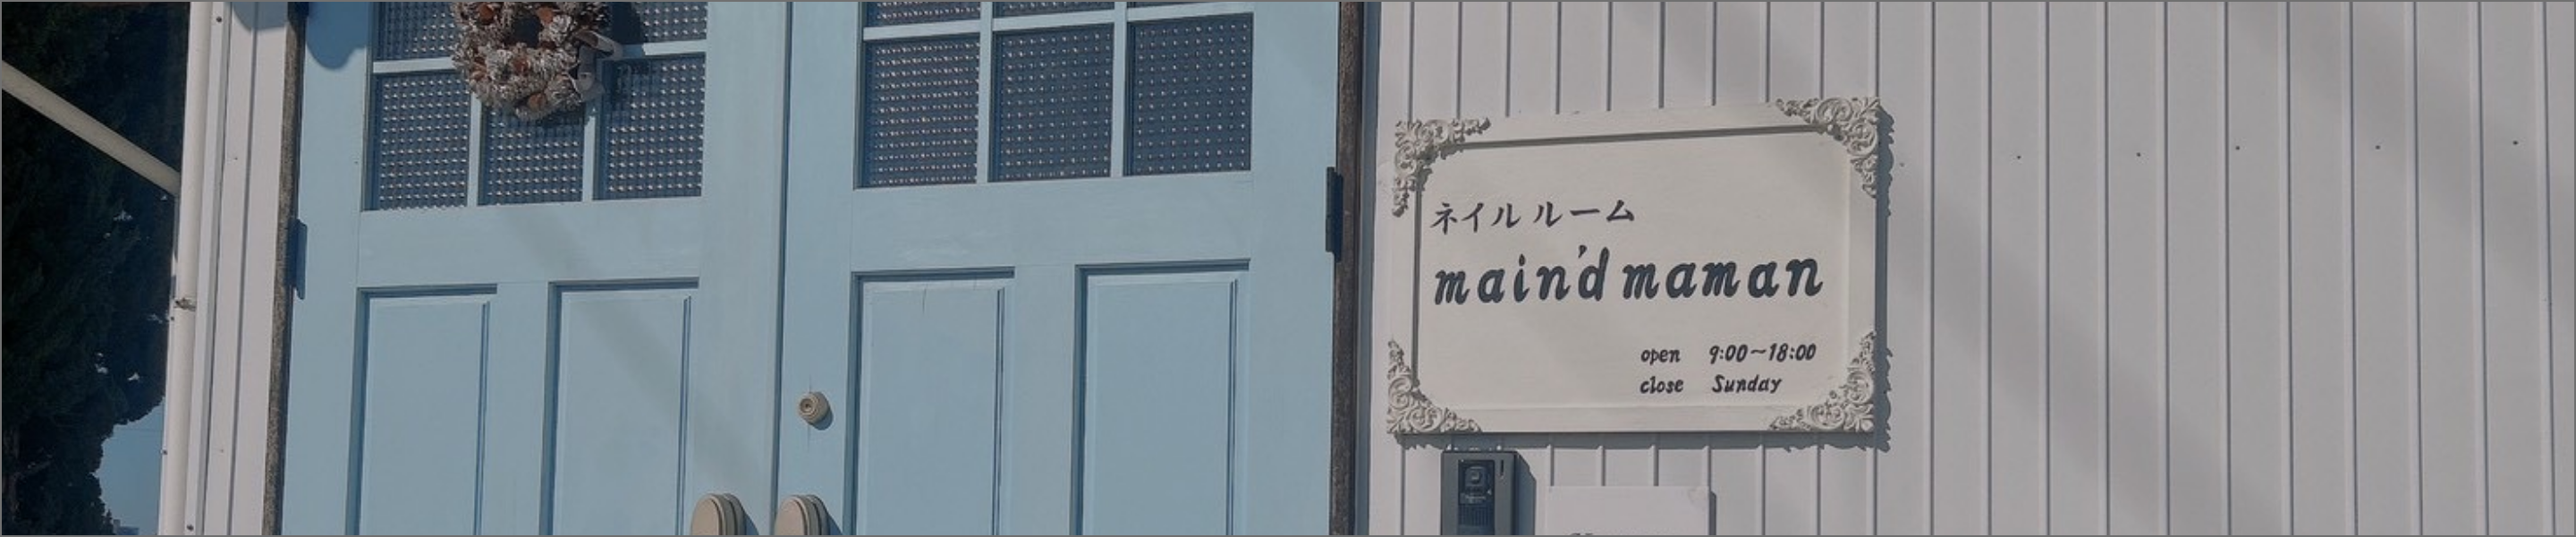 ネイル ルーム
main'd maman
open 9:00～18:00
close Sunday